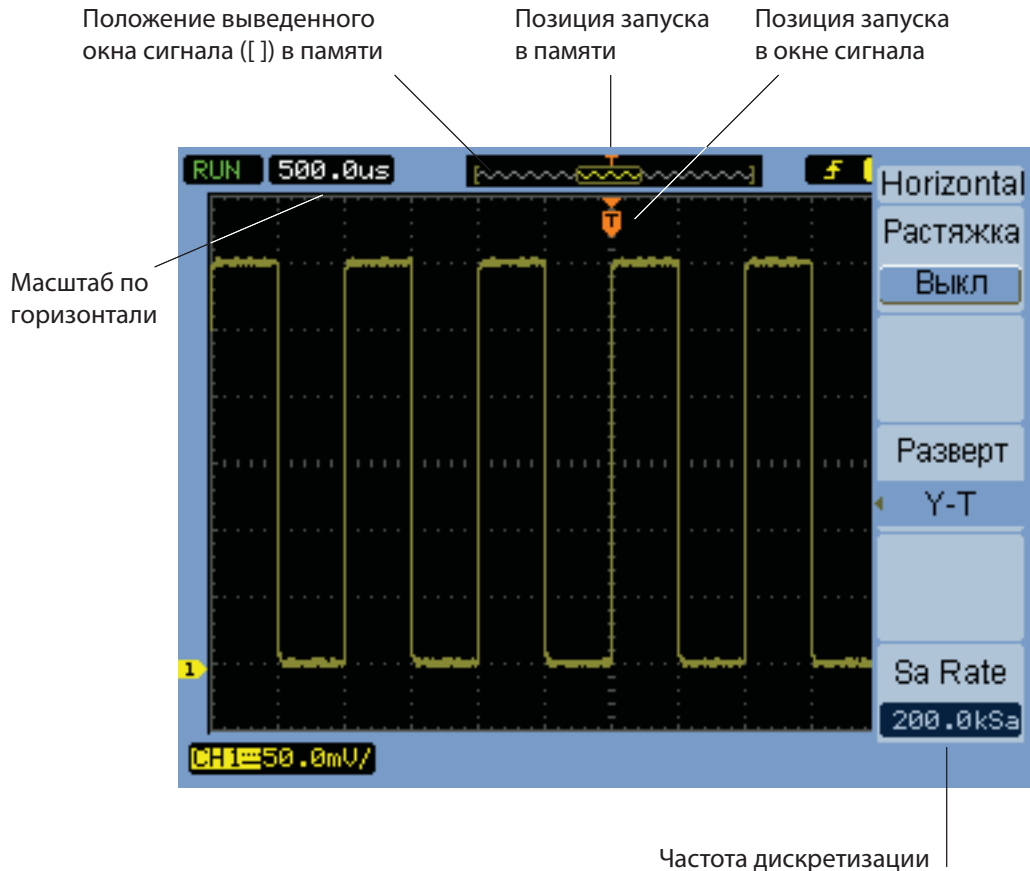 Положение выведенного
окна сигнала ([ ]) в памяти
Позиция запуска
в памяти
Позиция запуска
в окне сигнала
RUN
500.0us
T
Horizontal
T
Растяжка
Выкл
Масштаб по
горизонтали
Разверт
Y-T
1
Sa Rate
200.0kSa
CH1 50.0mV/
Частота дискретизации